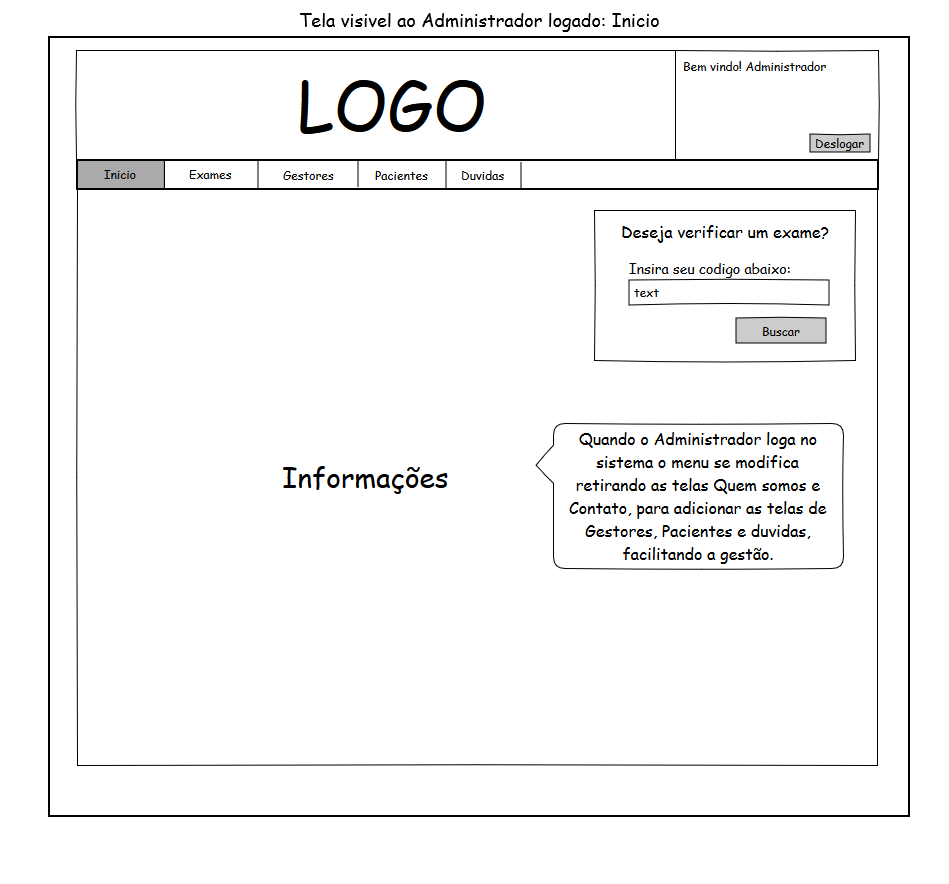 Tela visivel ao Administrador logado: Inicio
LOGO
Bem vindo! Administrador
Deslogar
Inicio
Exames
Gestores
Pacientes
Duvidas
Deseja verificar um exame?
Insira seu codigo abaixo:
text
Buscar
Informações
Quando o Administrador loga no
sistema o menu se modifica
retirando as telas Quem somos e
Contato, para adicionar as telas de
Gestores, Pacientes e duvidas,
facilitando a gestão.